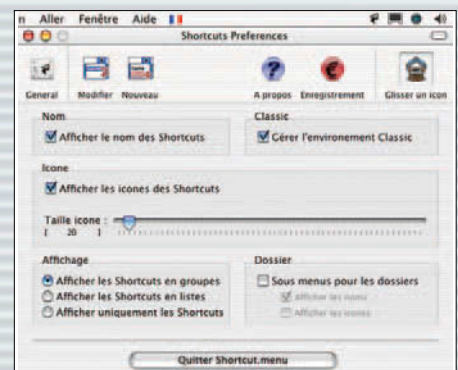 n Aller Fenêtre Aide
Shortcuts Preferences
General Modifier Nouveau A propos Enregistrement Glisser un icon
Nom
Afficher le nom des Shortcuts
Classic
Gérer l'environement Classic
Icone
Afficher les icones des Shortcuts
Taille icone :
[ 20 ]
Affichage
Afficher les Shortcuts en groupes
Afficher les Shortcuts en listes
Afficher uniquement les Shortcuts
Dossier
Sous menus pour les dossiers
Afficher les noms
Afficher les icones
Quitter Shortcut.menu